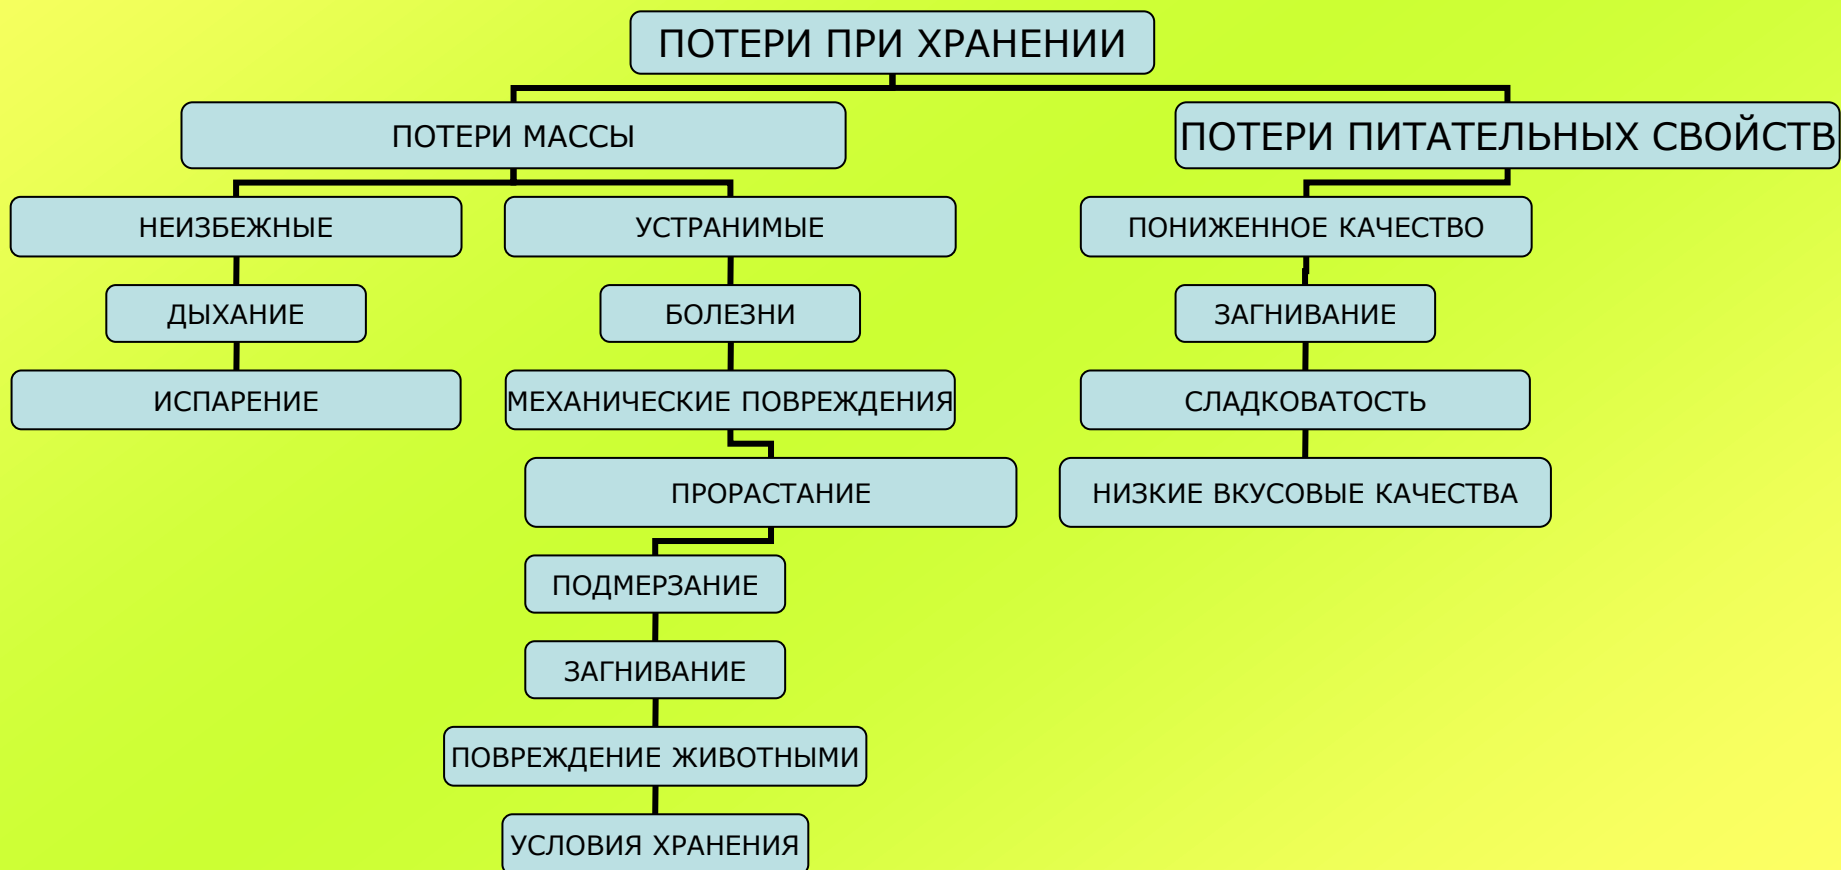 ПОТЕРИ ПРИ ХРАНЕНИИ
ПОТЕРИ МАССЫ
ПОТЕРИ ПИТАТЕЛЬНЫХ СВОЙСТВ
НЕИЗБЕЖНЫЕ
УСТРАНИМЫЕ
ПОНИЖЕННОЕ КАЧЕСТВО
ДЫХАНИЕ
БОЛЕЗНИ
ЗАГНИВАНИЕ
ИСПАРЕНИЕ
МЕХАНИЧЕСКИЕ ПОВРЕЖДЕНИЯ
СЛАДКОВАТОСТЬ
ПРОРАСТАНИЕ
НИЗКИЕ ВКУСОВЫЕ КАЧЕСТВА
ПОДМЕРЗАНИЕ
ЗАГНИВАНИЕ
ПОВРЕЖДЕНИЕ ЖИВОТНЫМИ
УСЛОВИЯ ХРАНЕНИЯ